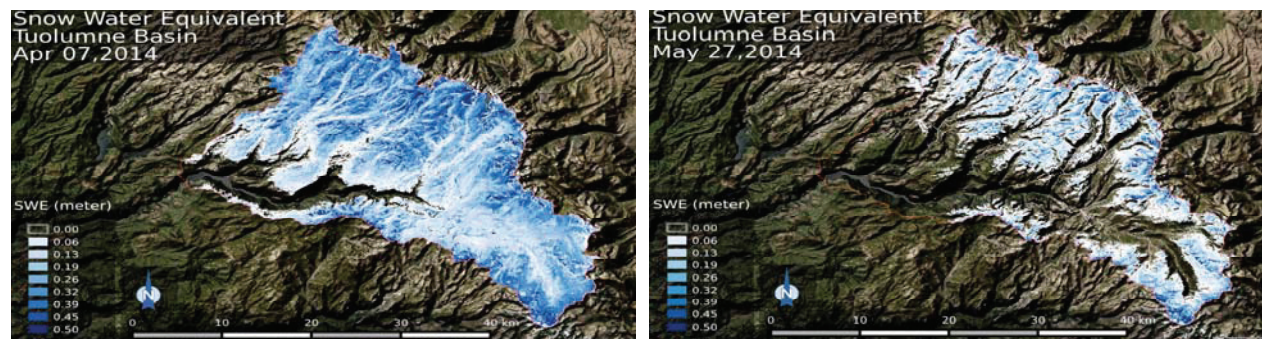 Snow Water Equivalent
Tuolumne Basin
Apr 07,2014
SWE (meter)
0.00
0.06
0.13
0.19
0.26
0.32
0.39
0.45
0.50
N
0 10 20 30 40 km
Snow Water Equivalent
Tuolumne Basin
May 27,2014
SWE (meter)
0.00
0.06
0.13
0.19
0.26
0.32
0.39
0.45
0.50
N
0 10 20 30 40 km